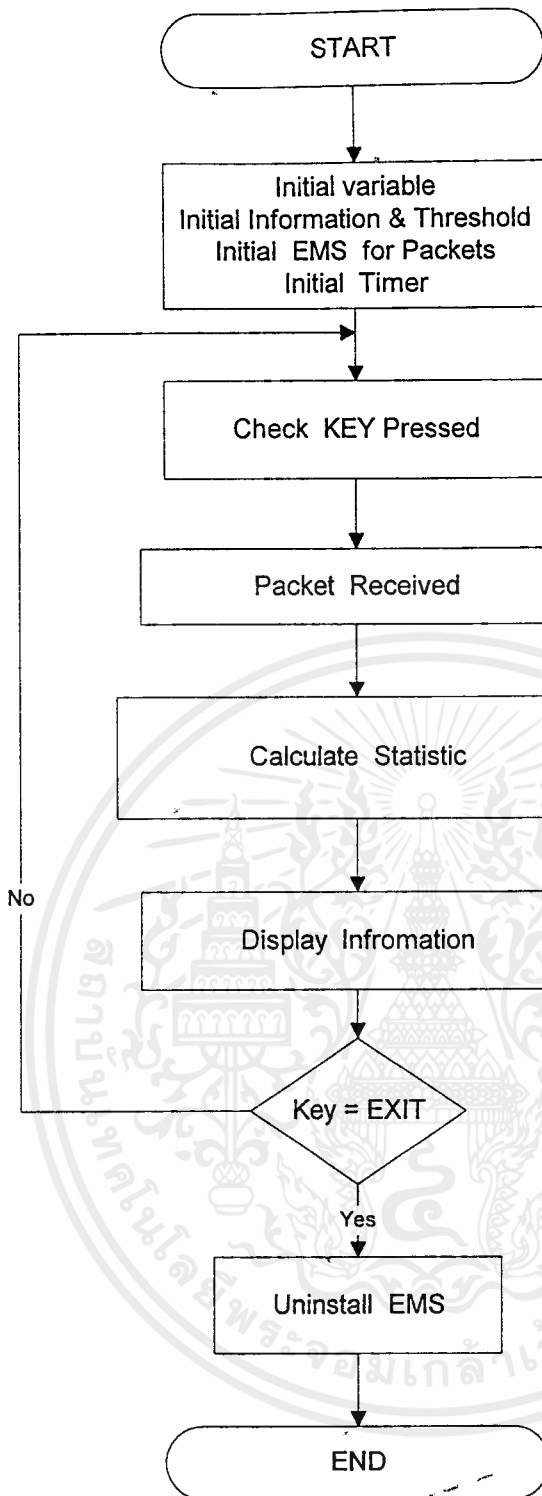 START
Initial variable
Initial Information & Threshold
Initial EMS for Packets
Initial Timer
Check KEY Pressed
Packet Received
Calculate Statistic
Display Infromation
No
Key = EXIT
Yes
Uninstall EMS
END